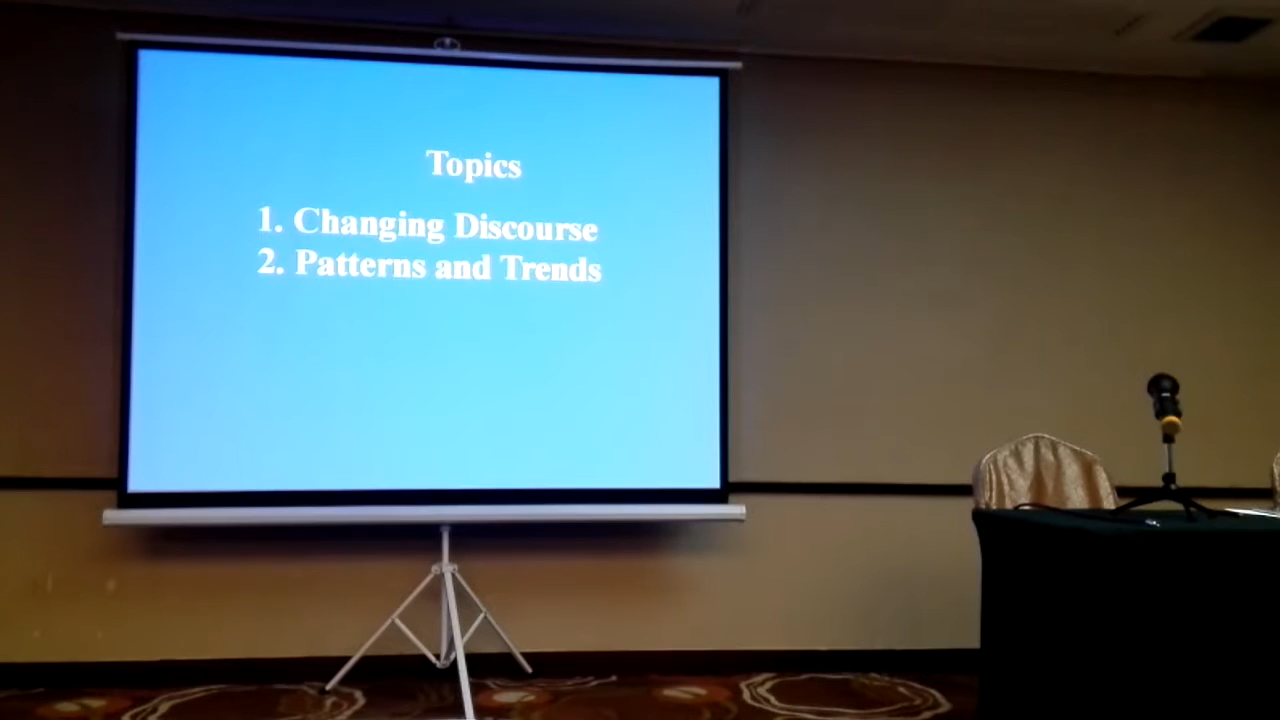 Topics
1. Changing Discourse
2. Patterns and Trends